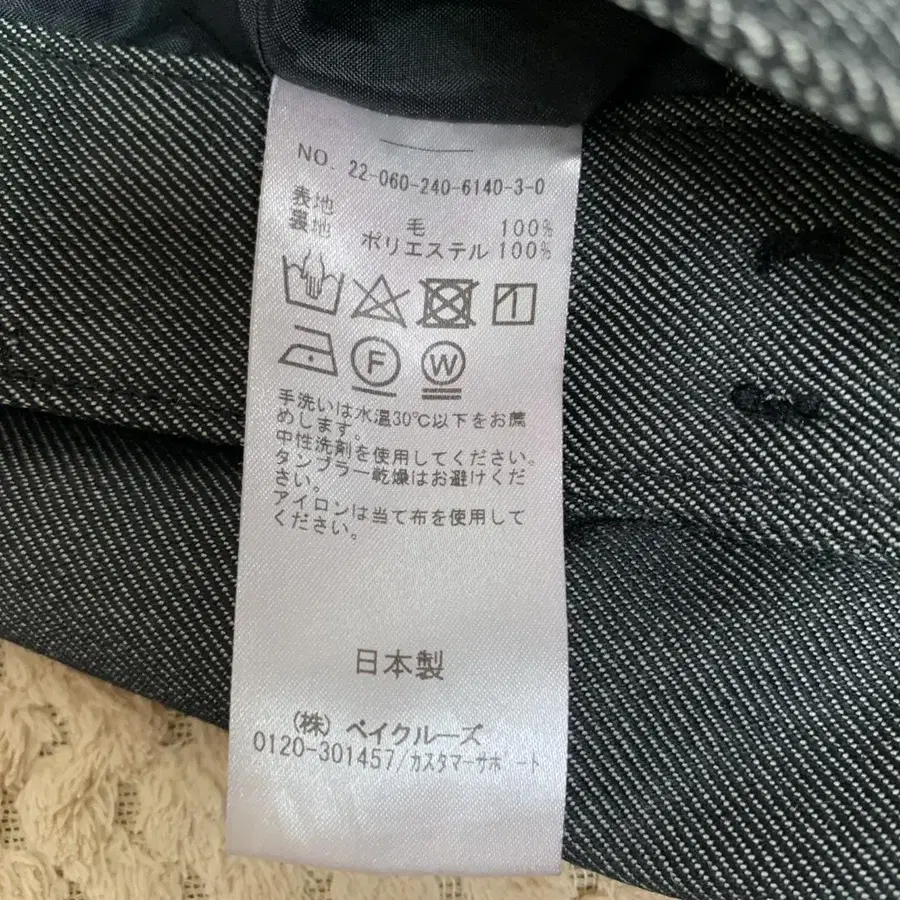 NO. 22-060-240-6140-3-0
表地 毛 100%
裏地 ポリエステル 100%
F W
手洗いは水温30℃以下をお薦
めします。
中性洗剤を使用してください。
タンブラー乾燥はお避けくだ
さい。
アイロンは当て布を使用して
ください。
日本製
(株) ベイクルーズ
0120-301457/カスタマーサポート